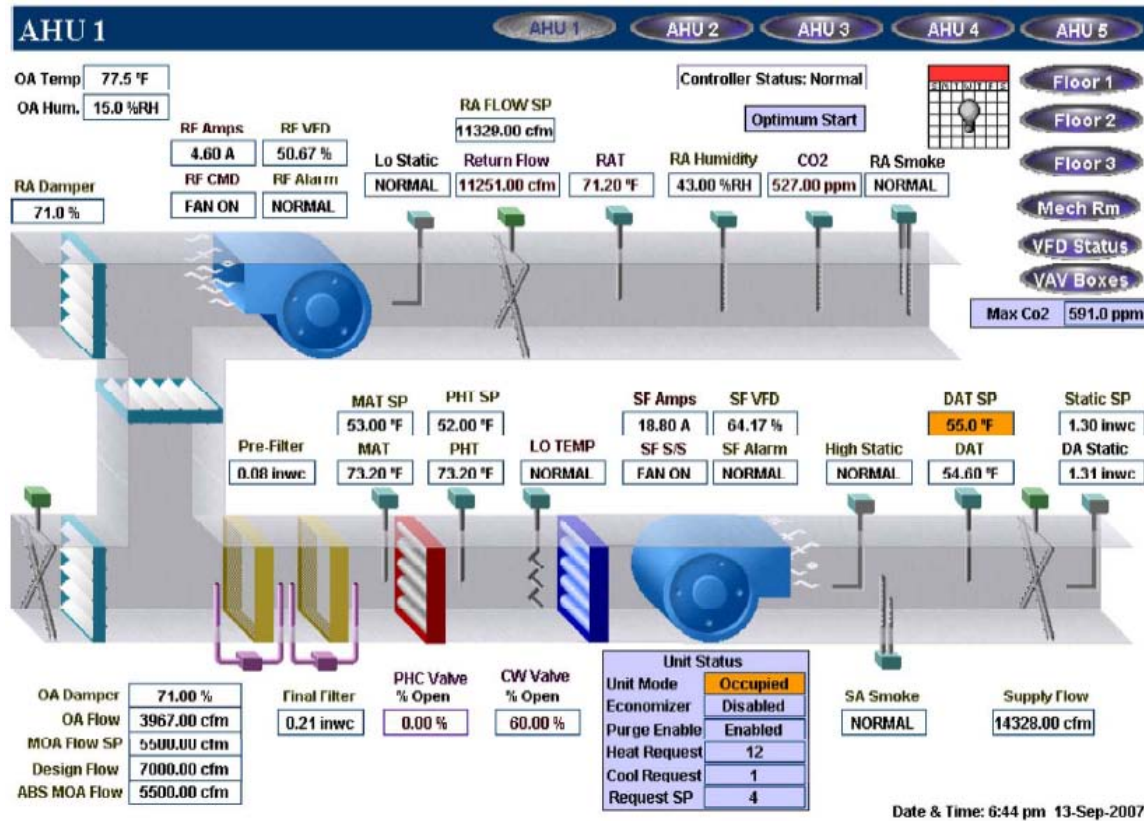 AHU 1
AHU 1 AHU 2 AHU 3 AHU 4 AHU 5
OA Temp 77.5 °F
OA Hum. 15.0 %RH
Controller Status: Normal
Optimum Start
S M T W T F S
Floor 1
Floor 2
Floor 3
Mech Rm
VFD Status
VAV Boxes
Max Co2 591.0 ppm
RA FLOW SP
11329.00 cfm
RF Amps RF VFD
4.60 A 50.67 %
RF CMD RF Alarm
FAN ON NORMAL
Lo Static Return Flow RAT RA Humidity CO2 RA Smoke
NORMAL 11251.00 cfm 71.20 °F 43.00 %RH 527.00 ppm NORMAL
RA Damper
71.0 %
MAT SP PHT SP SF Amps SF VFD DAT SP Static SP
53.00 °F 52.00 °F 18.80 A 64.17 % 55.0 °F 1.30 inwc
Pre-Filter MAT PHT LO TEMP SF S/S SF Alarm High Static DAT DA Static
0.08 inwc 73.20 °F 73.20 °F NORMAL FAN ON NORMAL NORMAL 54.60 °F 1.31 inwc
OA Damper 71.00 %
OA Flow 3967.00 cfm
MOA Flow SP 5500.00 cfm
Design Flow 7000.00 cfm
ABS MOA Flow 5500.00 cfm
Final Filter
0.21 inwc
PHC Valve
% Open
0.00 %
CW Valve
% Open
60.00 %
Unit Status
Unit Mode Occupied
Economizer Disabled
Purge Enable Enabled
Heat Request 12
Cool Request 1
Request SP 4
SA Smoke
NORMAL
Supply Flow
14328.00 cfm
Date & Time: 6:44 pm 13-Sep-2007